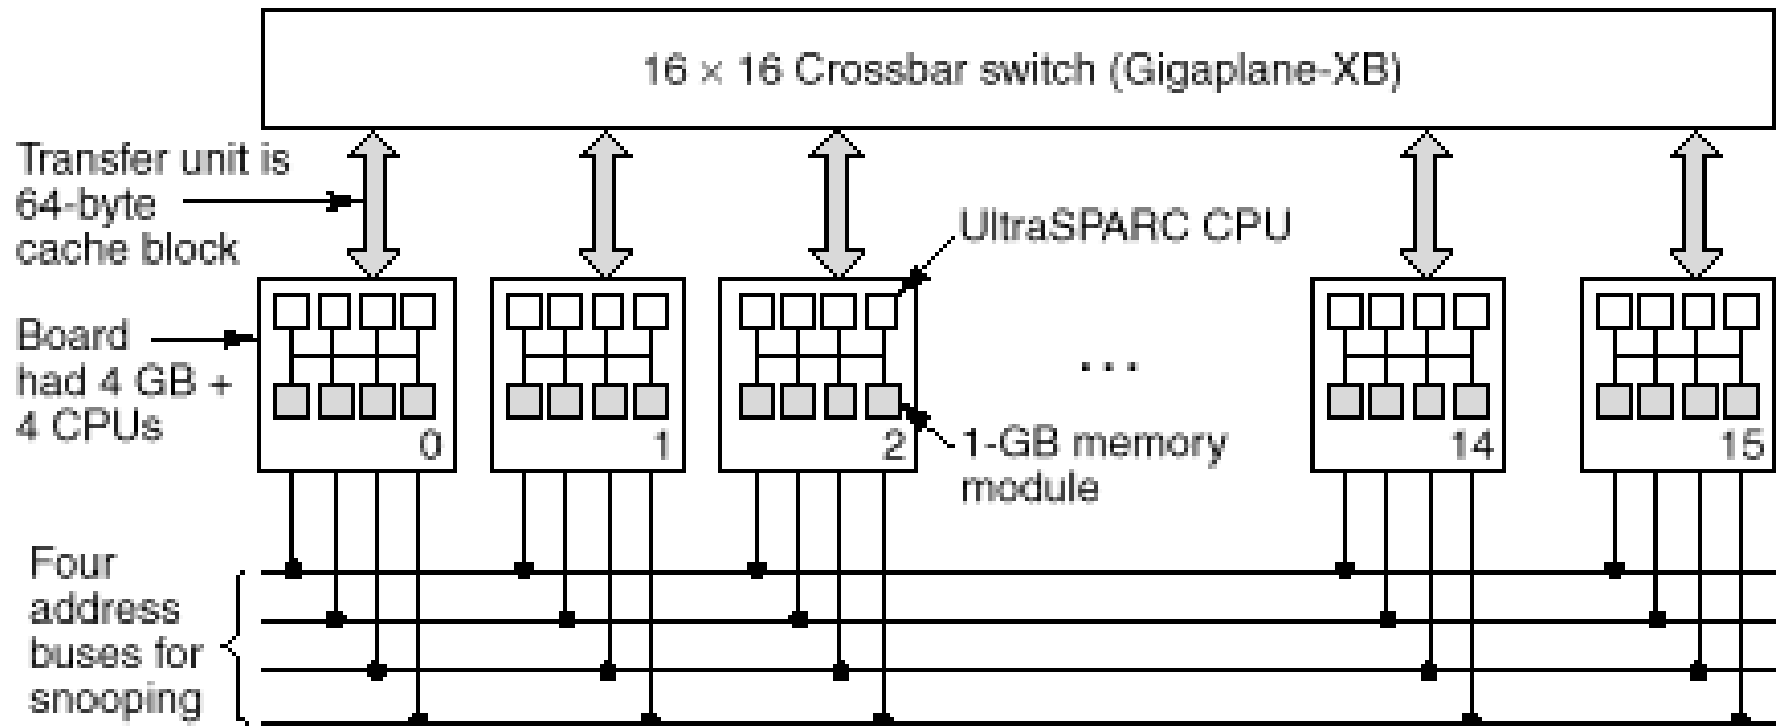 16 × 16 Crossbar switch (Gigaplane-XB)
Transfer unit is
64-byte
cache block
UltraSPARC CPU
Board
had 4 GB +
4 CPUs
...
0
1
2
14
15
1-GB memory
module
Four
address
buses for
snooping